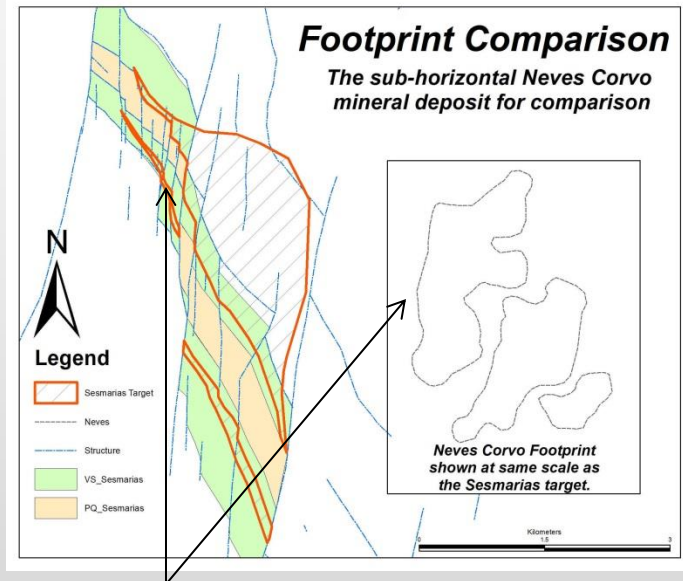 Footprint Comparison
The sub-horizontal Neves Corvo
mineral deposit for comparison
N
Legend
Sesmarias Target
Neves
Structure
VS_Sesmarias
PQ_Sesmarias
Neves Corvo Footprint
shown at same scale as
the Sesmarias target.
Kilometers
0 1.5 3